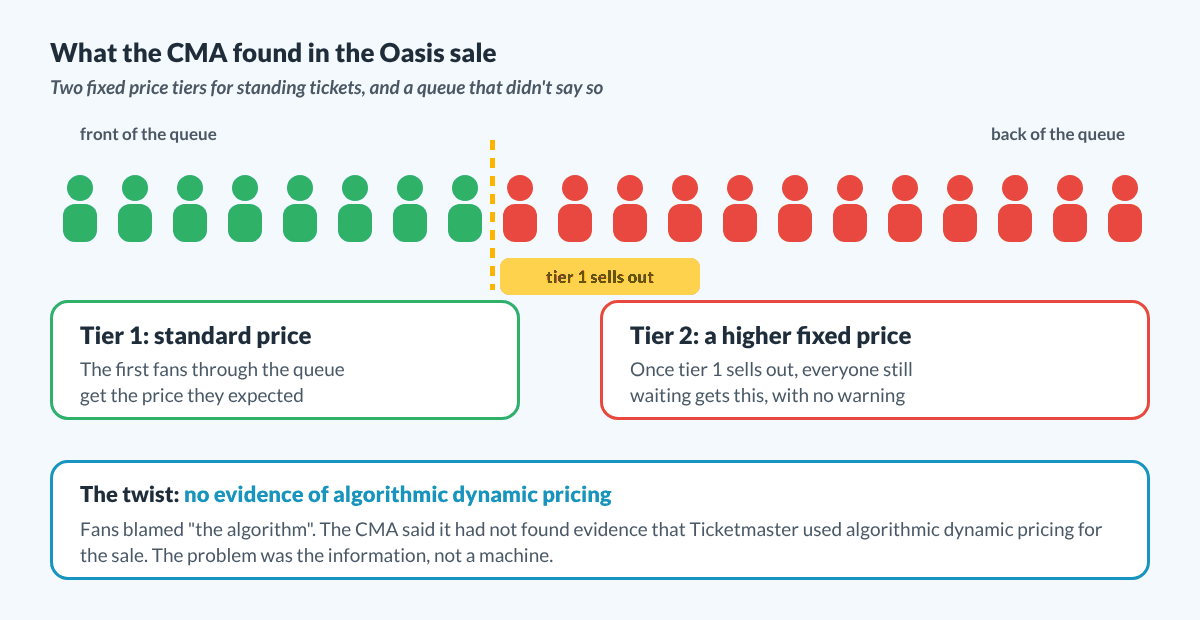 What the CMA found in the Oasis sale
Two fixed price tiers for standing tickets, and a queue that didn't say so
front of the queue
back of the queue
tier 1 sells out
Tier 1: standard price
The first fans through the queue
get the price they expected
Tier 2: a higher fixed price
Once tier 1 sells out, everyone still
waiting gets this, with no warning
The twist: no evidence of algorithmic dynamic pricing
Fans blamed "the algorithm". The CMA said it had not found evidence that Ticketmaster used algorithmic dynamic pricing for
the sale. The problem was the information, not a machine.